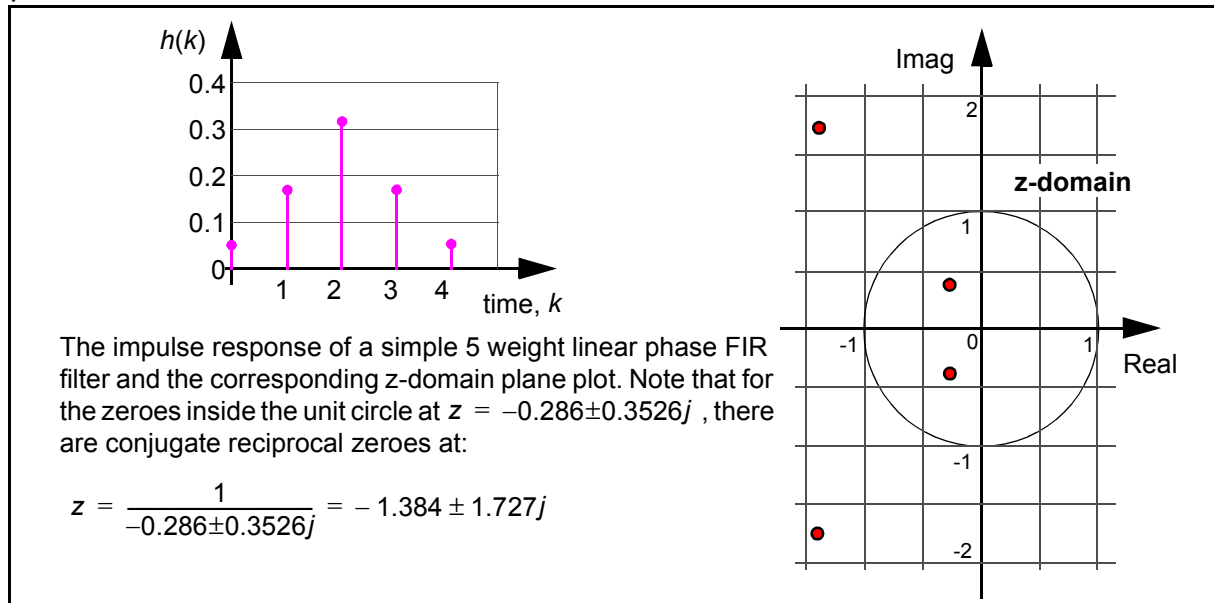 h(k)
0.4
0.3
0.2
0.1
0
1 2 3 4
time, k
The impulse response of a simple 5 weight linear phase FIR
filter and the corresponding z-domain plane plot. Note that for
the zeroes inside the unit circle at z = −0.286±0.3526j , there
are conjugate reciprocal zeroes at:
z = 1 / −0.286±0.3526j = − 1.384 ± 1.727j
Imag
2
z-domain
1
-1 0 1
Real
-1
-2